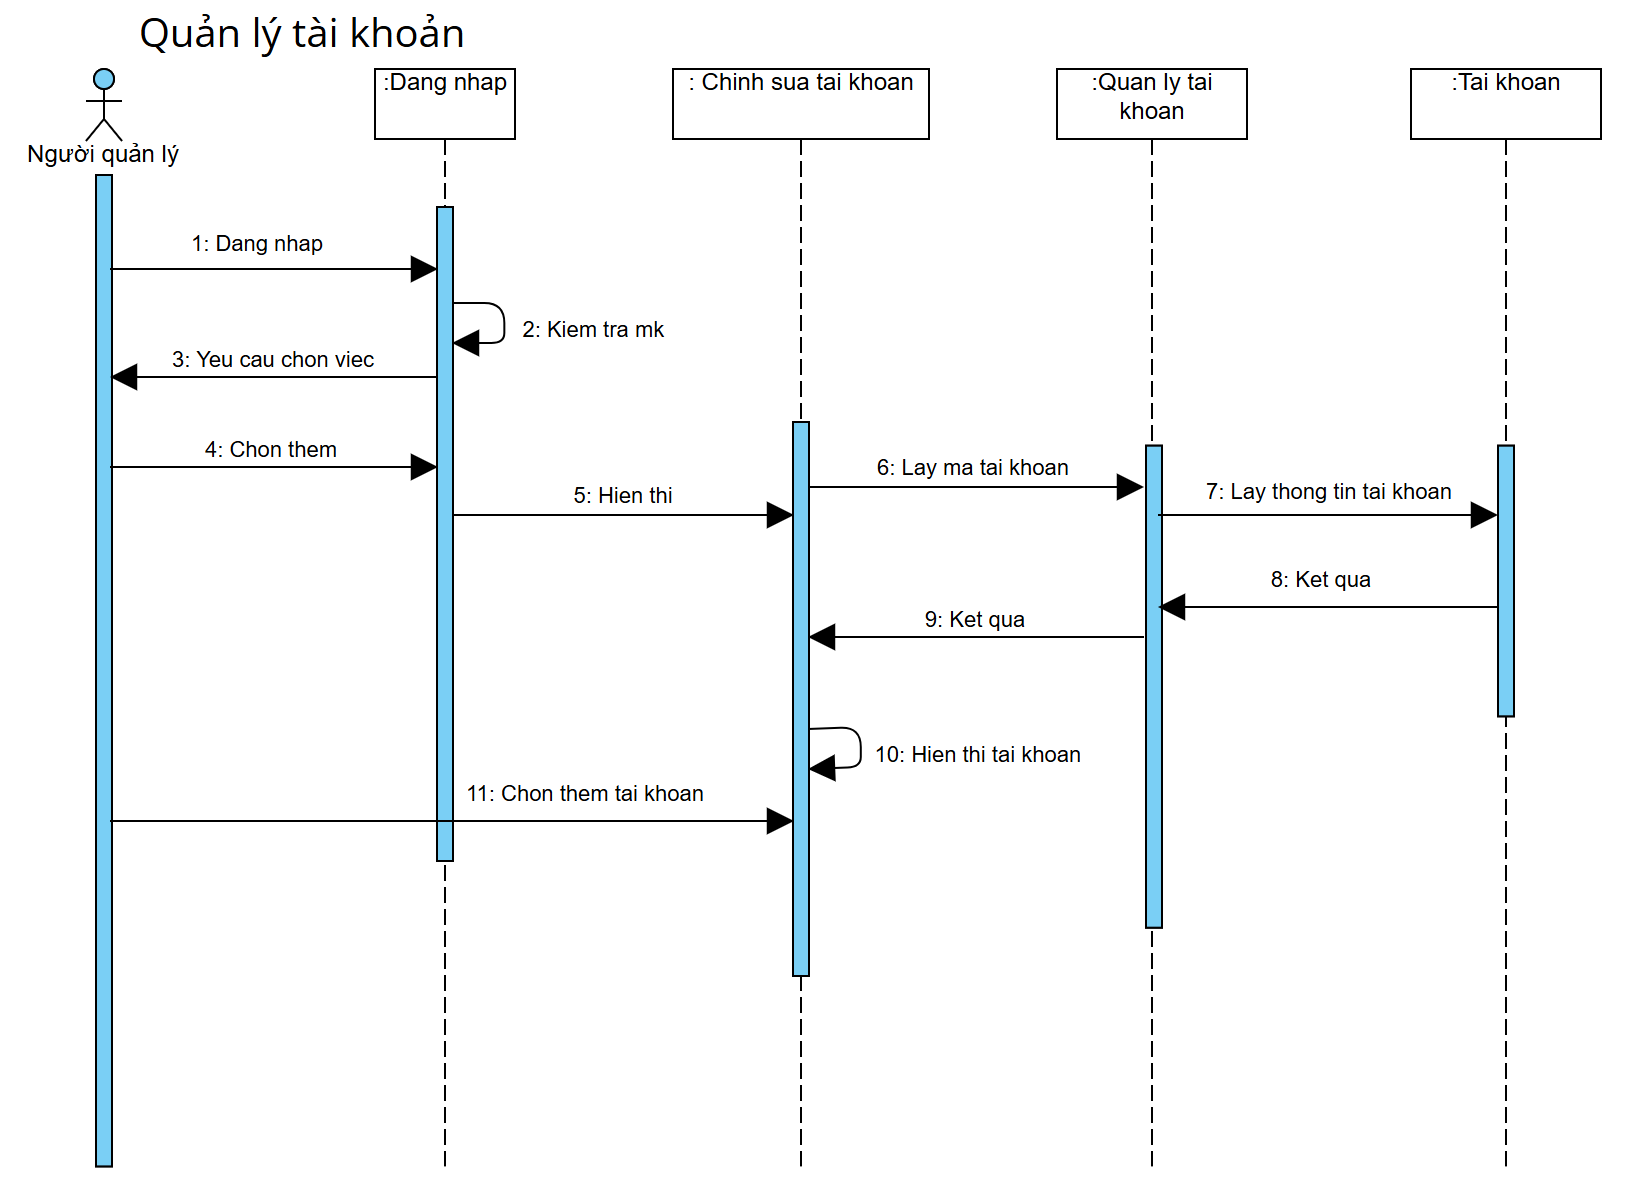 Quản lý tài khoản
:Dang nhap
: Chinh sua tai khoan
:Quan ly tai
khoan
:Tai khoan
Người quản lý
1: Dang nhap
2: Kiem tra mk
3: Yeu cau chon viec
4: Chon them
5: Hien thi
6: Lay ma tai khoan
7: Lay thong tin tai khoan
8: Ket qua
9: Ket qua
10: Hien thi tai khoan
11: Chon them tai khoan